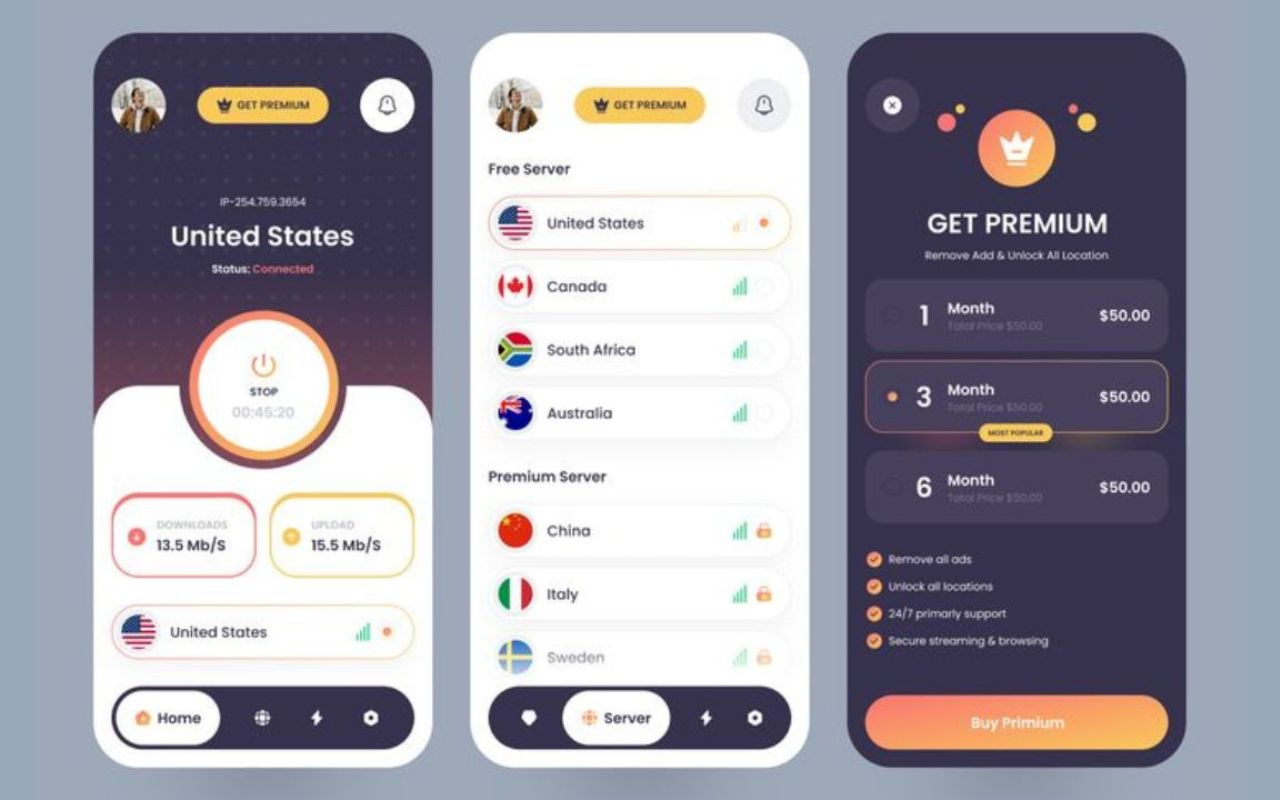 GET PREMIUM
IP-254.759.3654
United States
Status: Connected
STOP
00:45:20
DOWNLOADS
13.5 Mb/S
UPLOAD
15.5 Mb/S
United States
Home
GET PREMIUM
Free Server
United States
Canada
South Africa
Australia
Premium Server
China
Italy
Sweden
Server
GET PREMIUM
Remove Add & Unlock All Location
1 Month $50.00
Total Price $50.00
3 Month $50.00
Total Price $50.00
MOST POPULAR
6 Month $50.00
Total Price $50.00
Remove all ads
Unlock all locations
24/7 primarly support
Secure streaming & browsing
Buy Primium